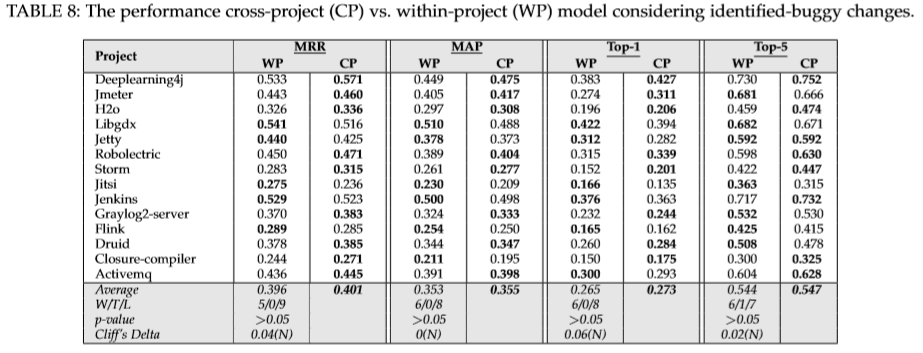 TABLE 8: The performance cross-project (CP) vs. within-project (WP) model considering identified-buggy changes.
Project MRR MAP Top-1 Top-5
WP CP WP CP WP CP WP CP
Deeplearning4j 0.533 0.571 0.449 0.475 0.383 0.427 0.730 0.752
Jmeter 0.443 0.460 0.405 0.417 0.274 0.311 0.681 0.666
H2o 0.326 0.336 0.297 0.308 0.196 0.206 0.459 0.474
Libgdx 0.541 0.516 0.510 0.488 0.422 0.394 0.682 0.671
Jetty 0.440 0.425 0.378 0.373 0.312 0.282 0.592 0.592
Robolectric 0.450 0.471 0.389 0.404 0.315 0.339 0.598 0.630
Storm 0.283 0.315 0.261 0.277 0.152 0.201 0.422 0.447
Jitsi 0.275 0.236 0.230 0.209 0.166 0.135 0.363 0.315
Jenkins 0.529 0.523 0.500 0.498 0.376 0.363 0.717 0.732
Graylog2-server 0.370 0.383 0.324 0.333 0.232 0.244 0.532 0.530
Flink 0.289 0.285 0.254 0.250 0.165 0.162 0.425 0.415
Druid 0.378 0.385 0.344 0.347 0.260 0.284 0.508 0.478
Closure-compiler 0.244 0.271 0.211 0.195 0.150 0.175 0.300 0.325
Activemq 0.436 0.445 0.391 0.398 0.300 0.293 0.604 0.628
Average 0.396 0.401 0.353 0.355 0.265 0.273 0.544 0.547
W/T/L 5/0/9 6/0/8 6/0/8 6/1/7
p-value >0.05 >0.05 >0.05 >0.05
Cliff's Delta 0.04(N) 0(N) 0.06(N) 0.02(N)